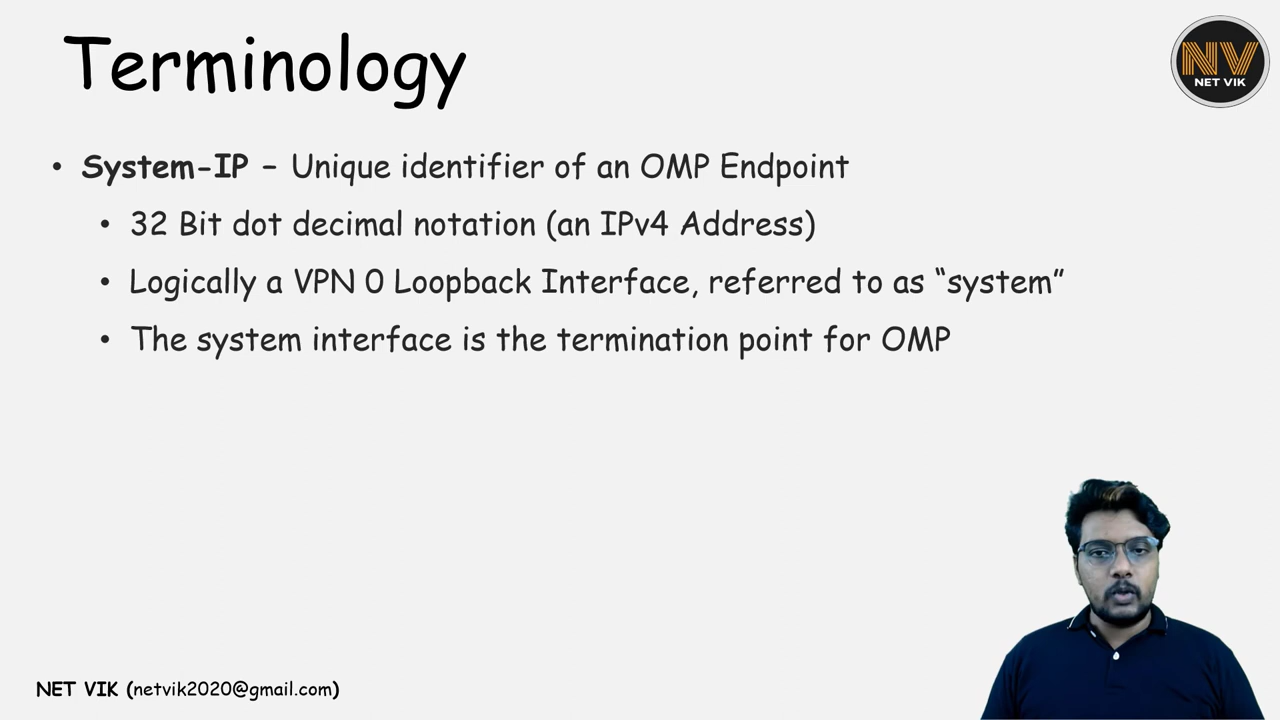 Terminology
NV
NET VIK
• System-IP – Unique identifier of an OMP Endpoint
• 32 Bit dot decimal notation (an IPv4 Address)
• Logically a VPN 0 Loopback Interface, referred to as “system”
• The system interface is the termination point for OMP
NET VIK (netvik2020@gmail.com)